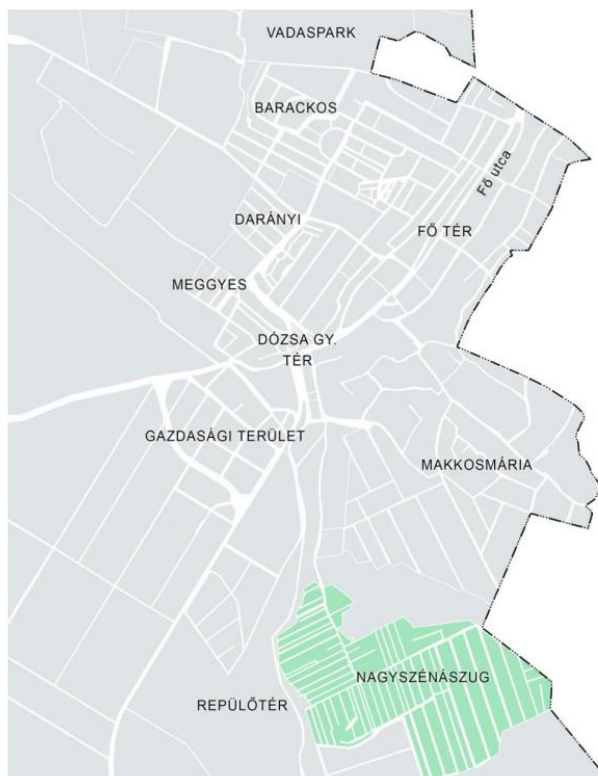 VADASPARK
BARACKOS
Fő utca
DARÁNYI
FŐ TÉR
MEGGYES
DÓZSA GY.
TÉR
GAZDASÁGI TERÜLET
MAKKOSMÁRIA
NAGYSZÉNÁSZUG
REPÜLŐTÉR